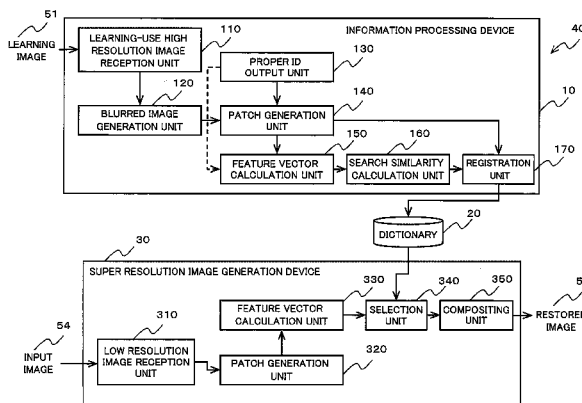 51
LEARNING
IMAGE
INFORMATION PROCESSING DEVICE
40
10
110
LEARNING-USE HIGH
RESOLUTION IMAGE
RECEPTION UNIT
120
BLURRED IMAGE
GENERATION UNIT
130
PROPER ID
OUTPUT UNIT
140
PATCH GENERATION
UNIT
150
FEATURE VECTOR
CALCULATION UNIT
160
SEARCH SIMILARITY
CALCULATION UNIT
170
REGISTRATION
UNIT
20
DICTIONARY
30
SUPER RESOLUTION IMAGE GENERATION DEVICE
54
INPUT
IMAGE
310
LOW RESOLUTION
IMAGE RECEPTION
UNIT
320
PATCH GENERATION
UNIT
330
FEATURE VECTOR
CALCULATION UNIT
340
SELECTION
UNIT
350
COMPOSITING
UNIT
RESTORED
IMAGE